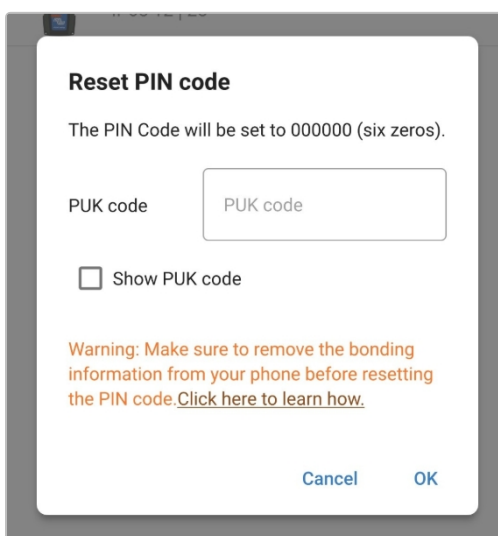 Reset PIN code
The PIN Code will be set to 000000 (six zeros).
PUK code
PUK code
Show PUK code
Warning: Make sure to remove the bonding
information from your phone before resetting
the PIN code.Click here to learn how.
Cancel OK